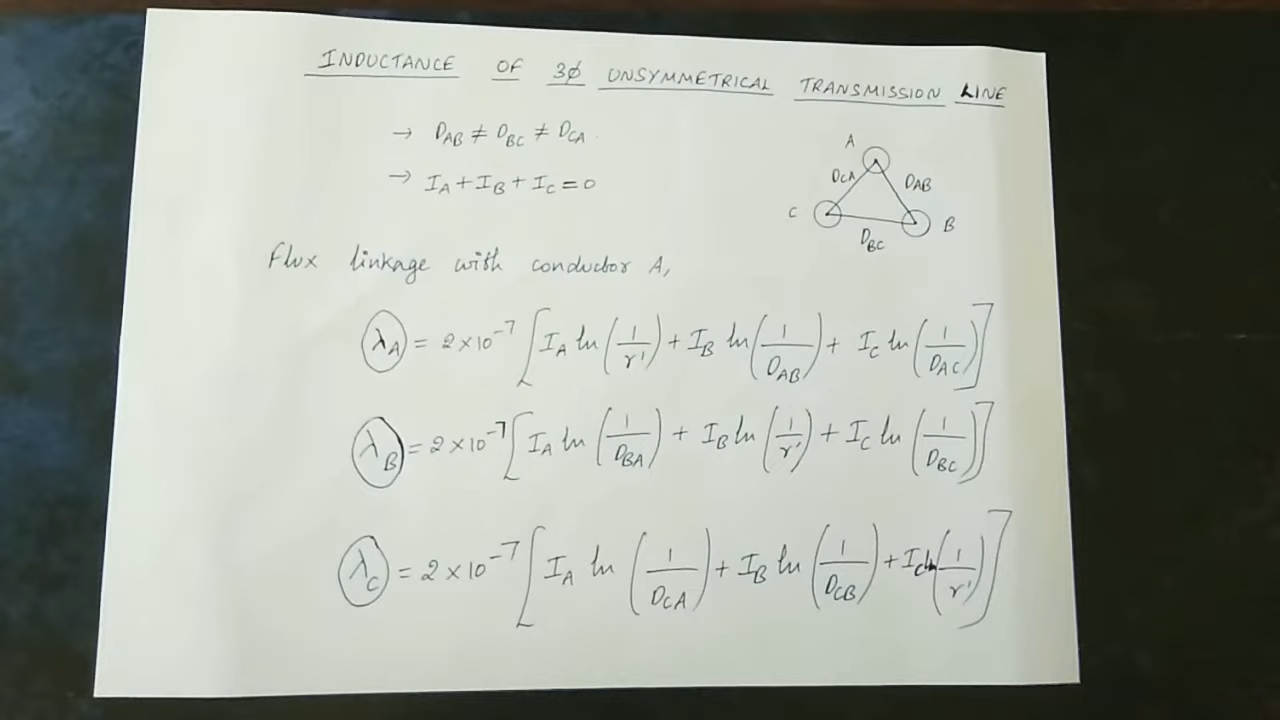 INDUCTANCE OF 3φ UNSYMMETRICAL TRANSMISSION LINE
→ D_AB ≠ D_BC ≠ D_CA
→ I_A + I_B + I_C = 0
A
D_CA D_AB
C B
D_BC
Flux linkage with conductor A,
λ_A = 2×10^-7 [I_A ln(1/r') + I_B ln(1/D_AB) + I_C ln(1/D_AC)]
λ_B = 2×10^-7 [I_A ln(1/D_BA) + I_B ln(1/r') + I_C ln(1/D_BC)]
λ_C = 2×10^-7 [I_A ln(1/D_CA) + I_B ln(1/D_CB) + I_C ln(1/r')]